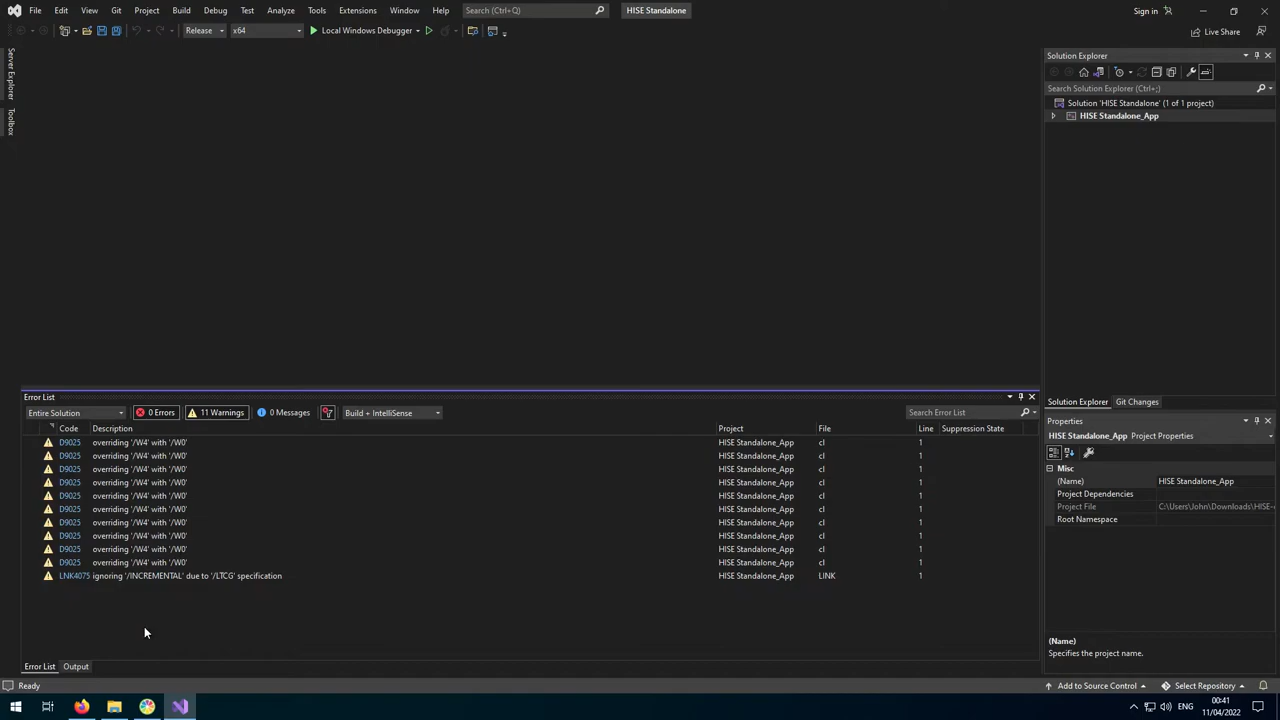 File Edit View Git Project Build Debug Test Analyze Tools Extensions Window Help Search (Ctrl+Q) HISE Standalone Sign in
Release x64 Local Windows Debugger Live Share
Server Explorer
Toolbox
Solution Explorer
Search Solution Explorer (Ctrl+;)
Solution 'HISE Standalone' (1 of 1 project)
HISE Standalone_App
Error List
Entire Solution 0 Errors 11 Warnings 0 Messages Build + IntelliSense Search Error List
Code Description Project File Line Suppression State
D9025 overriding '/W4' with '/W0' HISE Standalone_App cl 1
D9025 overriding '/W4' with '/W0' HISE Standalone_App cl 1
D9025 overriding '/W4' with '/W0' HISE Standalone_App cl 1
D9025 overriding '/W4' with '/W0' HISE Standalone_App cl 1
D9025 overriding '/W4' with '/W0' HISE Standalone_App cl 1
D9025 overriding '/W4' with '/W0' HISE Standalone_App cl 1
D9025 overriding '/W4' with '/W0' HISE Standalone_App cl 1
D9025 overriding '/W4' with '/W0' HISE Standalone_App cl 1
D9025 overriding '/W4' with '/W0' HISE Standalone_App cl 1
D9025 overriding '/W4' with '/W0' HISE Standalone_App cl 1
LNK4075 ignoring '/INCREMENTAL' due to '/LTCG' specification HISE Standalone_App LINK 1
Error List Output
Solution Explorer Git Changes
Properties
HISE Standalone_App Project Properties
Misc
(Name) HISE Standalone_App
Project Dependencies
Project File C:\Users\John\Downloads\HISE-
Root Namespace
(Name)
Specifies the project name.
Ready Add to Source Control Select Repository
ENG 00:41
11/04/2022